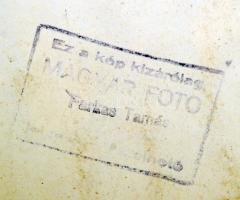 Ez a kép kizárólag
MAGYAR FOTO
Farkas Tamás